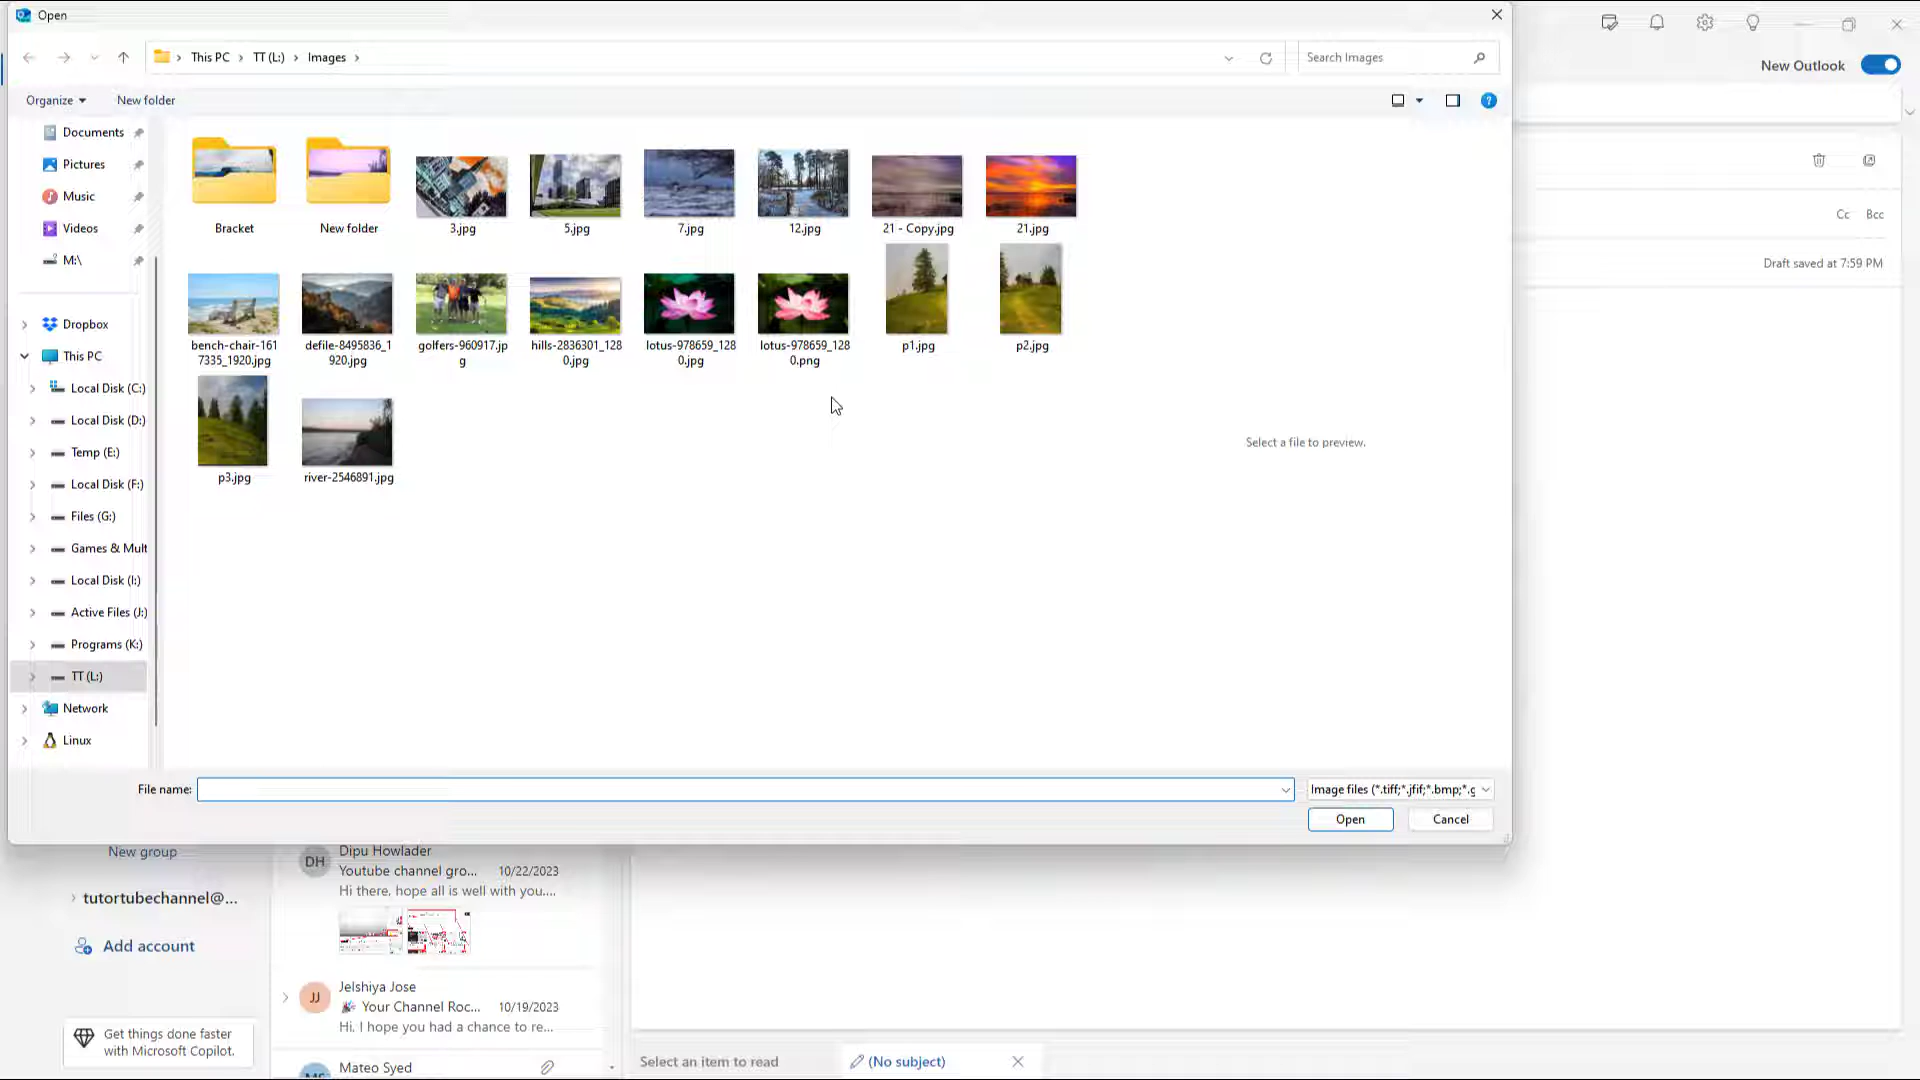 Open
This PC
TT (L:)
Images
Search Images
New Outlook
Organize
New folder
Documents
Pictures
Music
Videos
M:\
Dropbox
This PC
Local Disk (C:)
Local Disk (D:)
Temp (E:)
Local Disk (F:)
Files (G:)
Games & Mult
Local Disk (I:)
Active Files (J:)
Programs (K:)
TT (L:)
Network
Linux
Bracket
New folder
3.jpg
5.jpg
7.jpg
12.jpg
21 - Copy.jpg
21.jpg
bench-chair-161
7335_1920.jpg
defile-8495836_1
920.jpg
golfers-960917.jp
g
hills-2836301_128
0.jpg
lotus-978659_128
0.jpg
lotus-978659_128
0.png
p1.jpg
p2.jpg
p3.jpg
river-2546891.jpg
Select a file to preview.
Cc
Bcc
Draft saved at 7:59 PM
File name:
Image files (*.tiff;*.jfif;*.bmp;*.g
Open
Cancel
New group
tutortubechannel@...
Add account
Get things done faster
with Microsoft Copilot.
DH
Dipu Howlader
Youtube channel gro...
10/22/2023
Hi there, hope all is well with you....
JJ
Jelshiya Jose
Your Channel Roc...
10/19/2023
Hi. I hope you had a chance to re...
Mateo Syed
Select an item to read
(No subject)